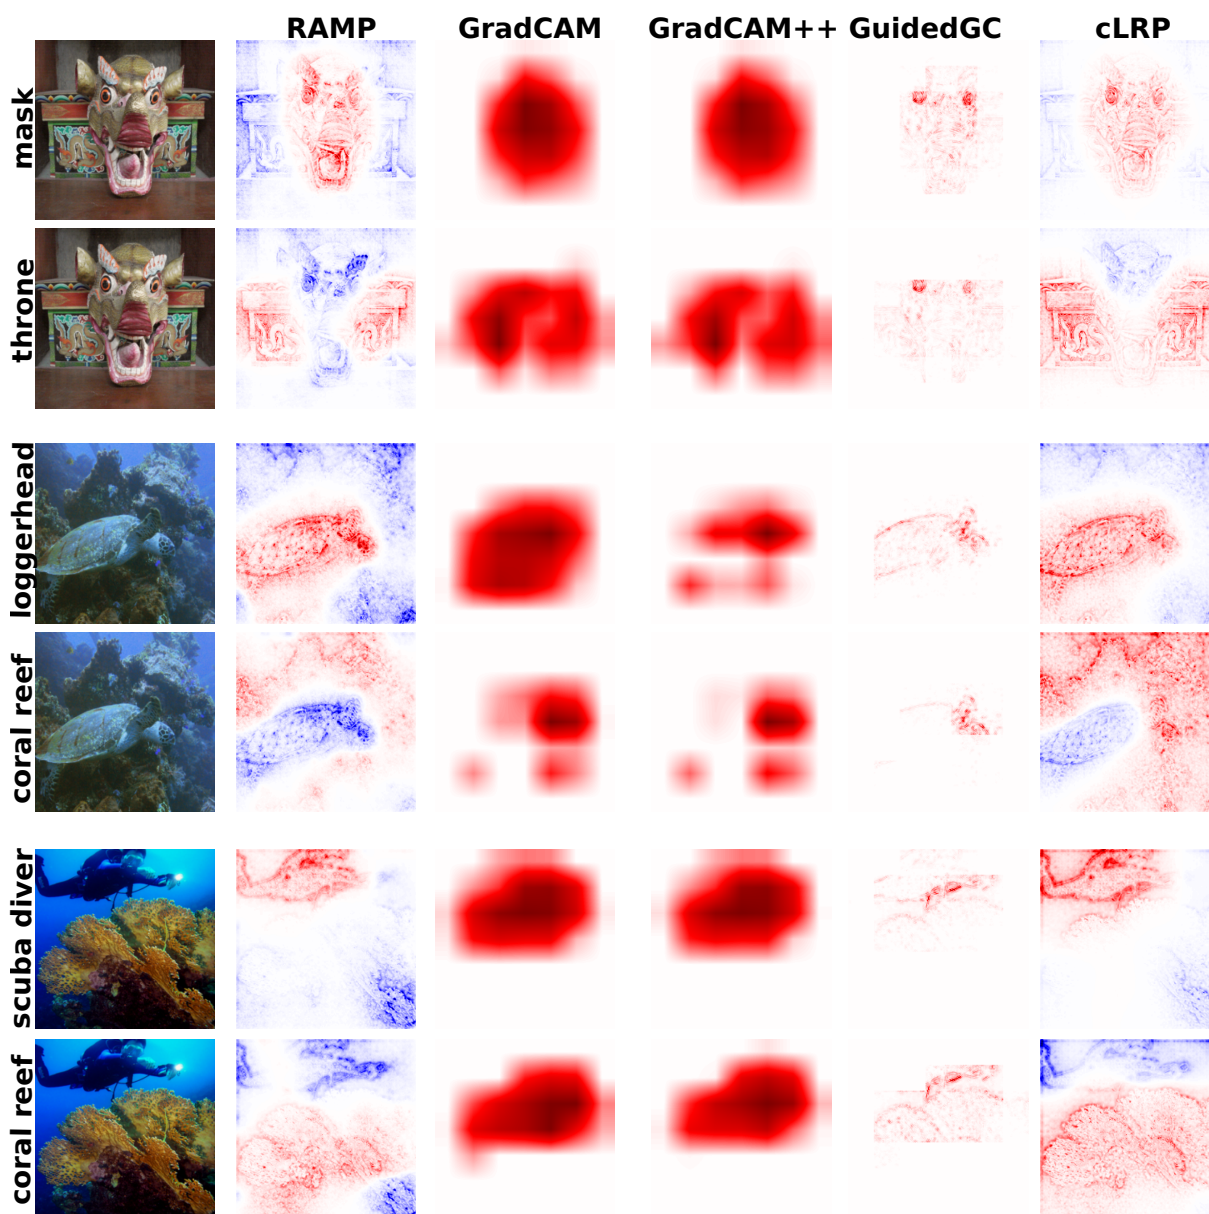 RAMP GradCAM GradCAM++ GuidedGC cLRP
mask
throne
loggerhead
coral reef
scuba diver
coral reef